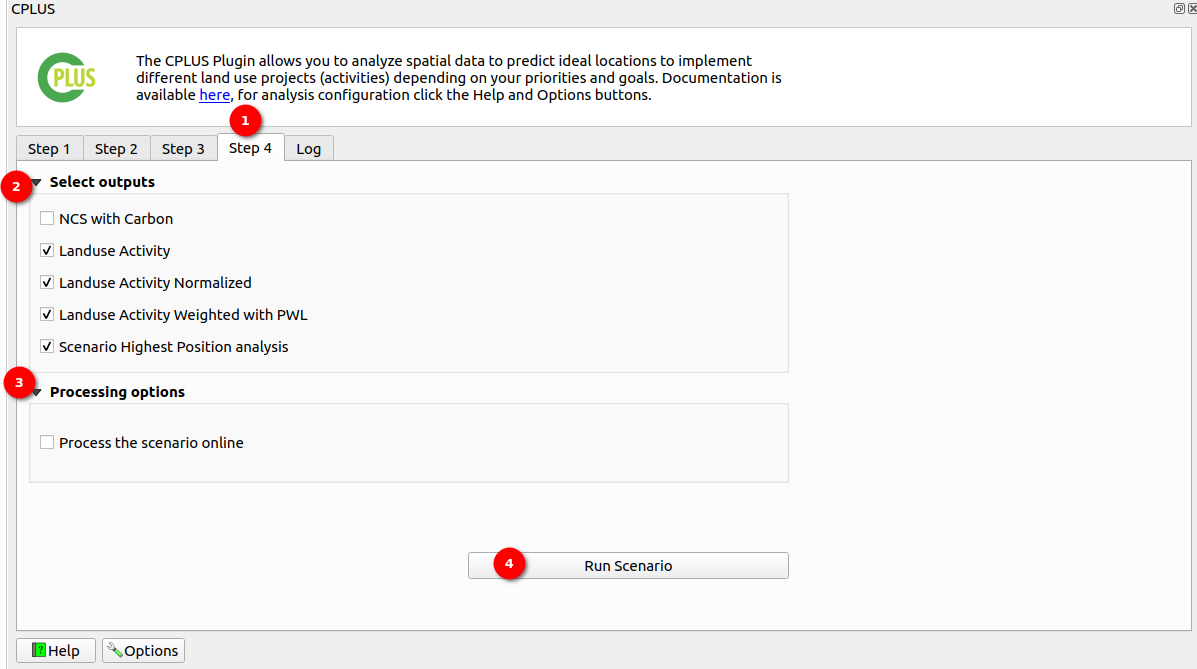 CPLUS
CPLUS
The CPLUS Plugin allows you to analyze spatial data to predict ideal locations to implement
different land use projects (activities) depending on your priorities and goals. Documentation is
available here, for analysis configuration click the Help and Options buttons.
1
Step 1 Step 2 Step 3 Step 4 Log
2 Select outputs
NCS with Carbon
Landuse Activity
Landuse Activity Normalized
Landuse Activity Weighted with PWL
Scenario Highest Position analysis
3 Processing options
Process the scenario online
4 Run Scenario
Help Options